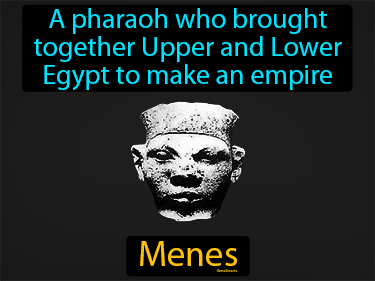 A pharaoh who brought
together Upper and Lower
Egypt to make an empire
Menes